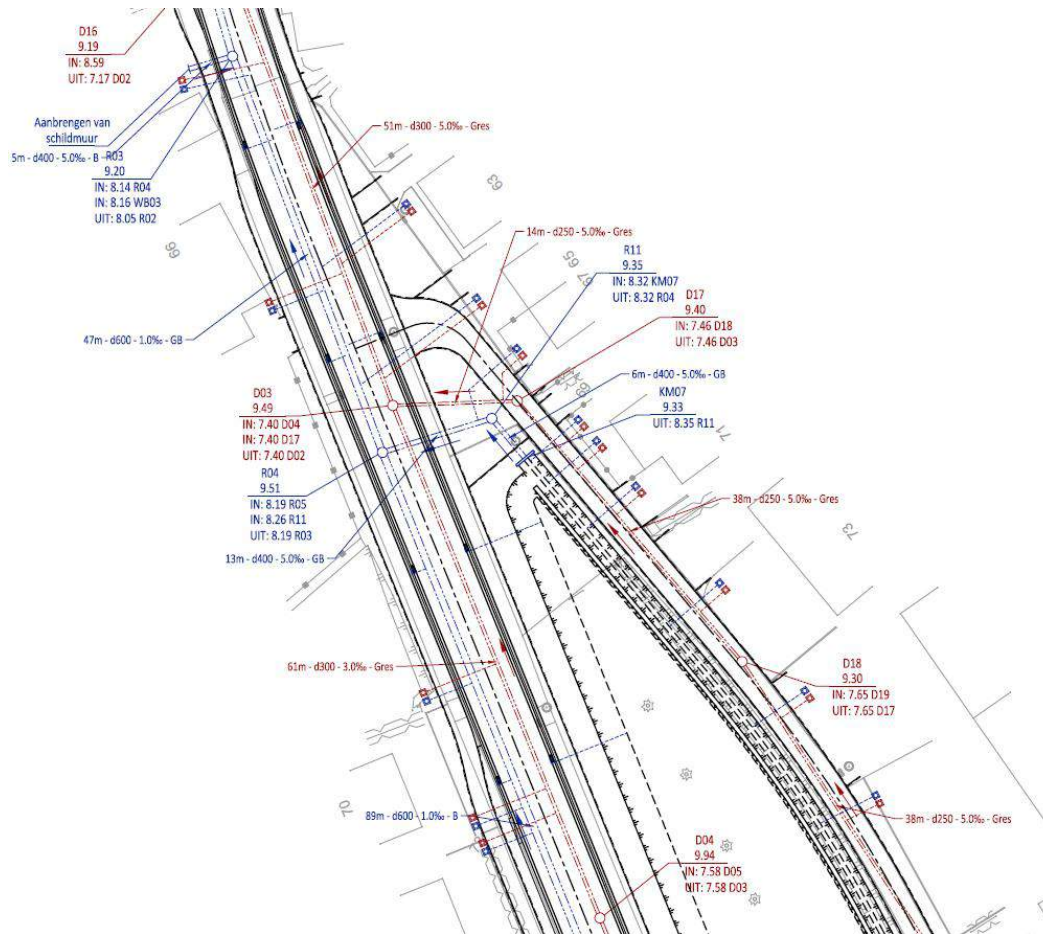 D16
9.19
IN: 8.59
UIT: 7.17 D02
Aanbrengen van
schildmuur
5m - d400 - 5.0‰ - B
R03
9.20
IN: 8.14 R04
IN: 8.16 WB03
UIT: 8.05 R02
51m - d300 - 5.0‰ - Gres
63
66
14m - d250 - 5.0‰ - Gres
65
67
R11
9.35
IN: 8.32 KM07
UIT: 8.32 R04
D17
9.40
IN: 7.46 D18
UIT: 7.46 D03
47m - d600 - 1.0‰ - GB
6m - d400 - 5.0‰ - GB
KM07
9.33
UIT: 8.35 R11
D03
9.49
IN: 7.40 D04
IN: 7.40 D17
UIT: 7.40 D02
71
R04
9.51
IN: 8.19 R05
IN: 8.26 R11
UIT: 8.19 R03
38m - d250 - 5.0‰ - Gres
73
13m - d400 - 5.0‰ - GB
61m - d300 - 3.0‰ - Gres
D18
9.30
IN: 7.65 D19
UIT: 7.65 D17
70
89m - d600 - 1.0‰ - B
38m - d250 - 5.0‰ - Gres
D04
9.94
IN: 7.58 D05
UIT: 7.58 D03